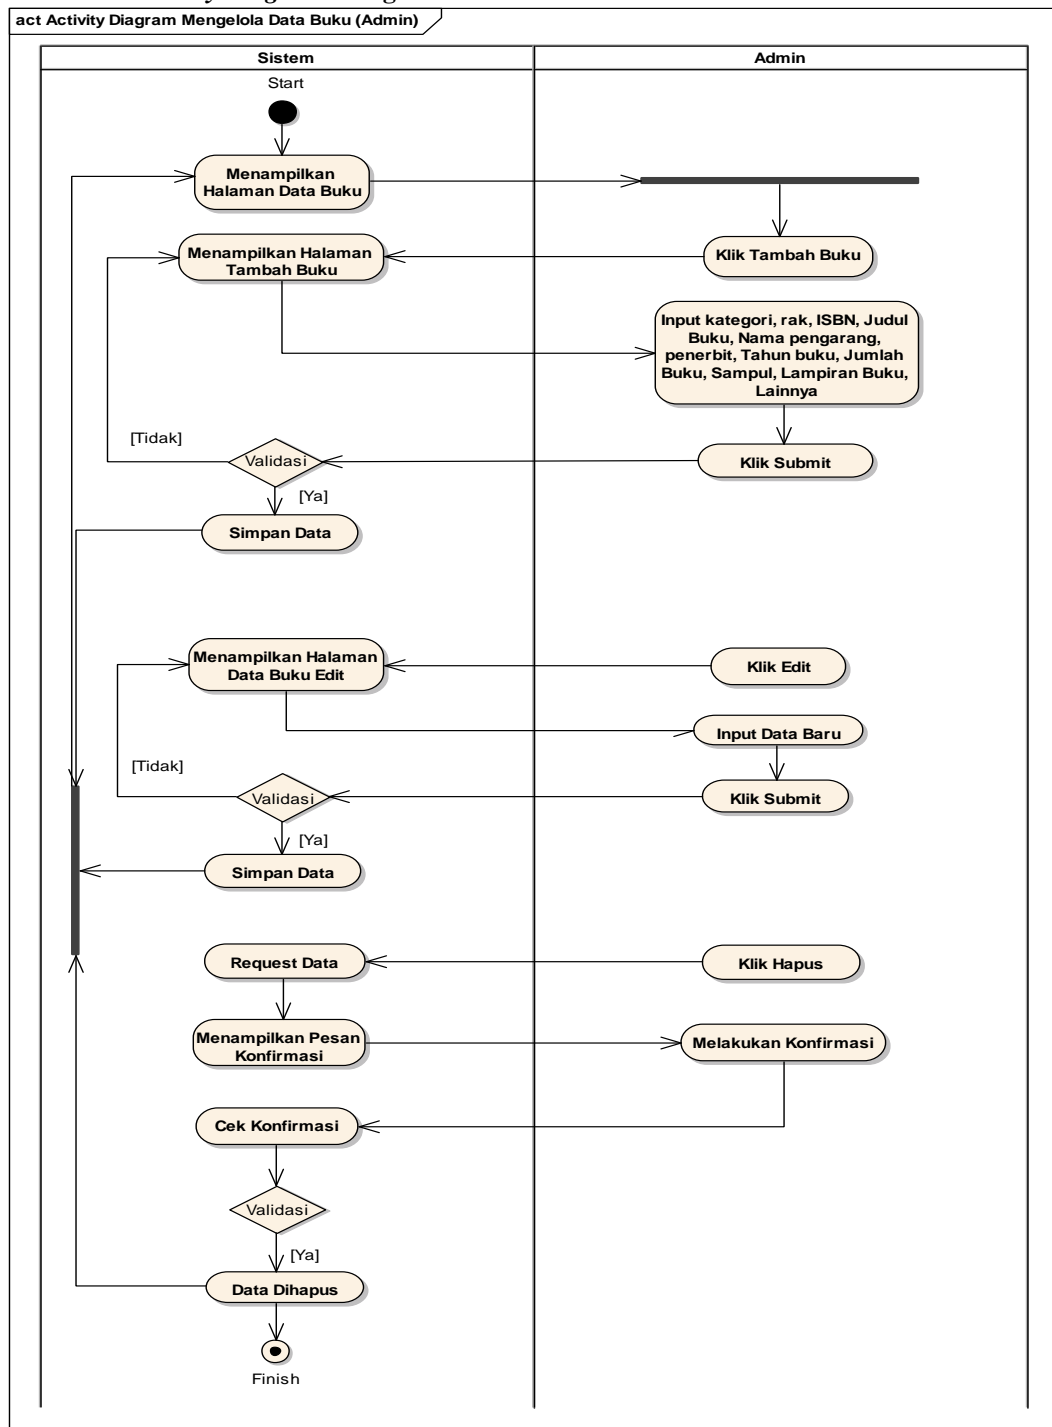 act Activity Diagram Mengelola Data Buku (Admin)
Sistem
Admin
Start
Menampilkan
Halaman Data Buku
Menampilkan Halaman
Tambah Buku
Klik Tambah Buku
Input kategori, rak, ISBN, Judul
Buku, Nama pengarang,
penerbit, Tahun buku, Jumlah
Buku, Sampul, Lampiran Buku,
Lainnya
[Tidak]
Validasi
Klik Submit
[Ya]
Simpan Data
Menampilkan Halaman
Data Buku Edit
Klik Edit
Input Data Baru
[Tidak]
Validasi
Klik Submit
[Ya]
Simpan Data
Request Data
Klik Hapus
Menampilkan Pesan
Konfirmasi
Melakukan Konfirmasi
Cek Konfirmasi
Validasi
[Ya]
Data Dihapus
Finish